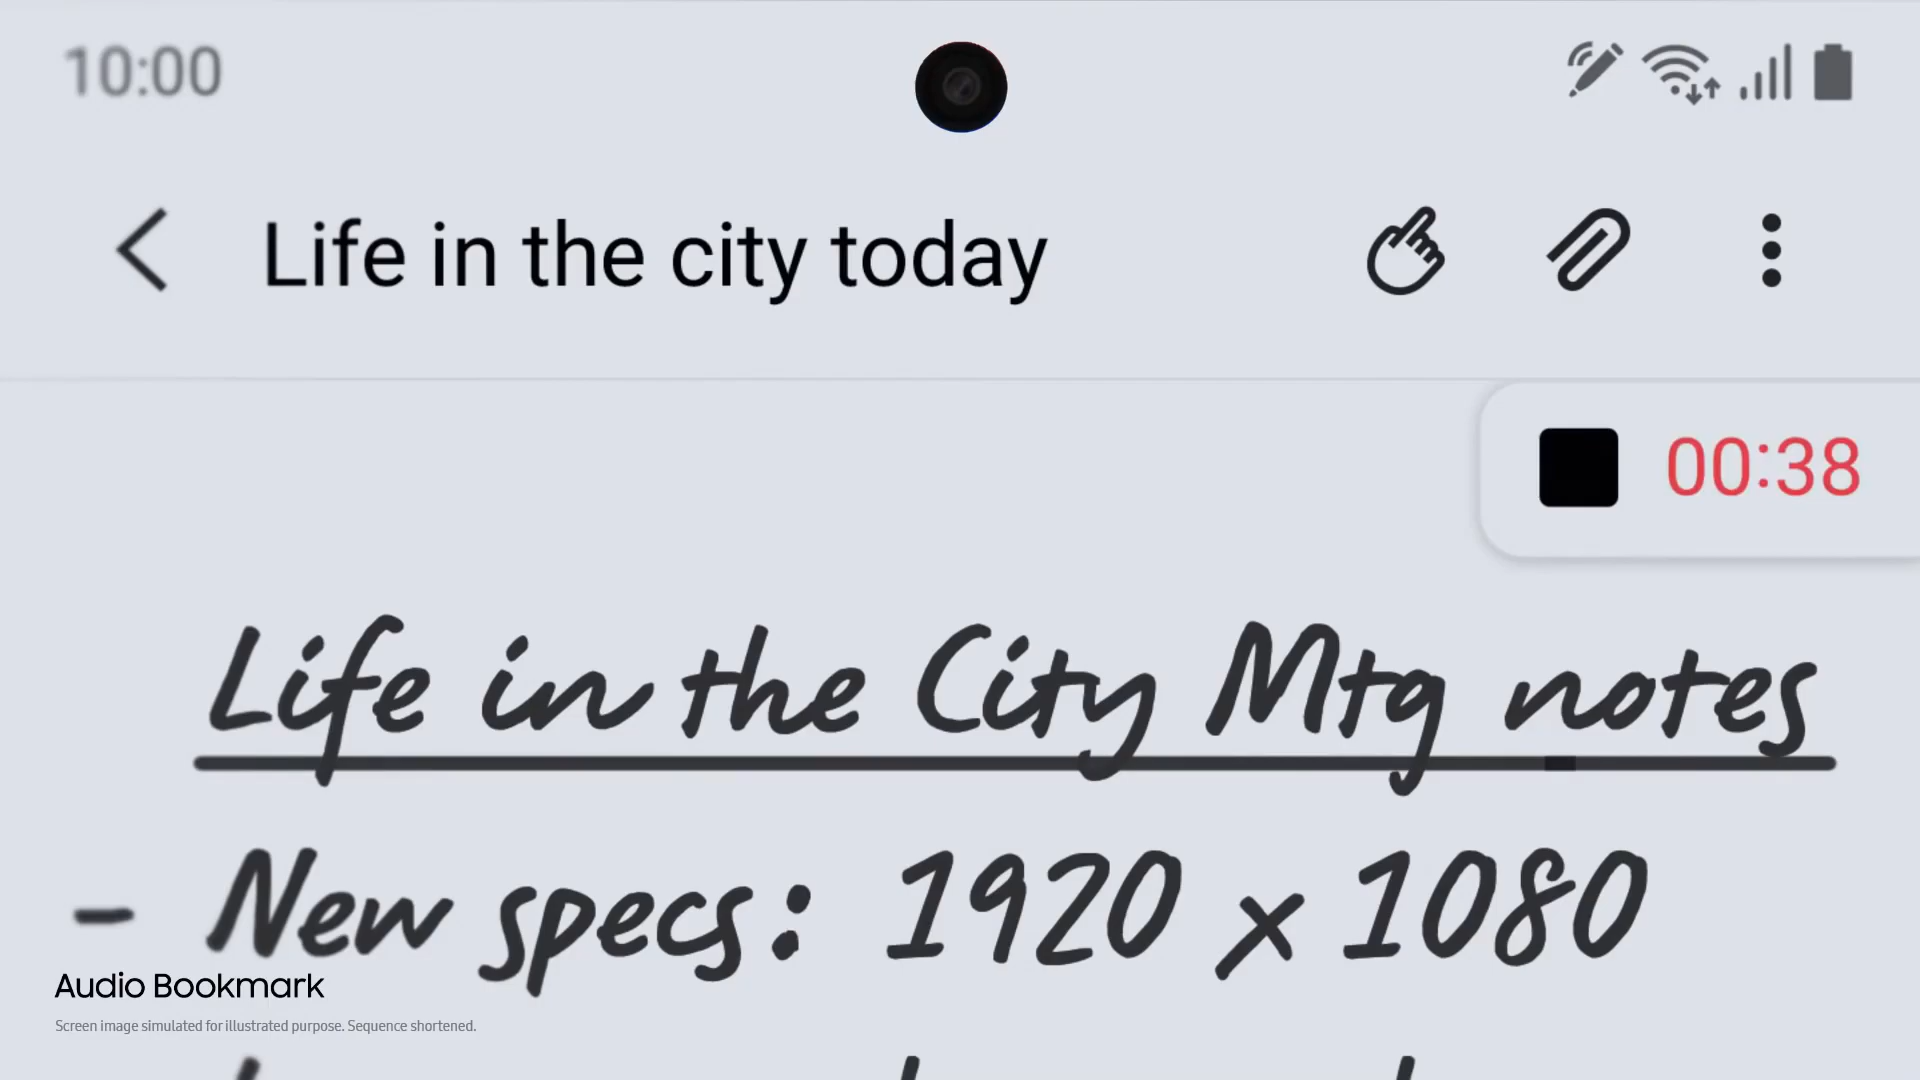 10:00
Life in the city today
00:38
Life in the City Mtg notes
- New specs: 1920 x 1080
Audio Bookmark
Screen image simulated for illustrated purpose. Sequence shortened.